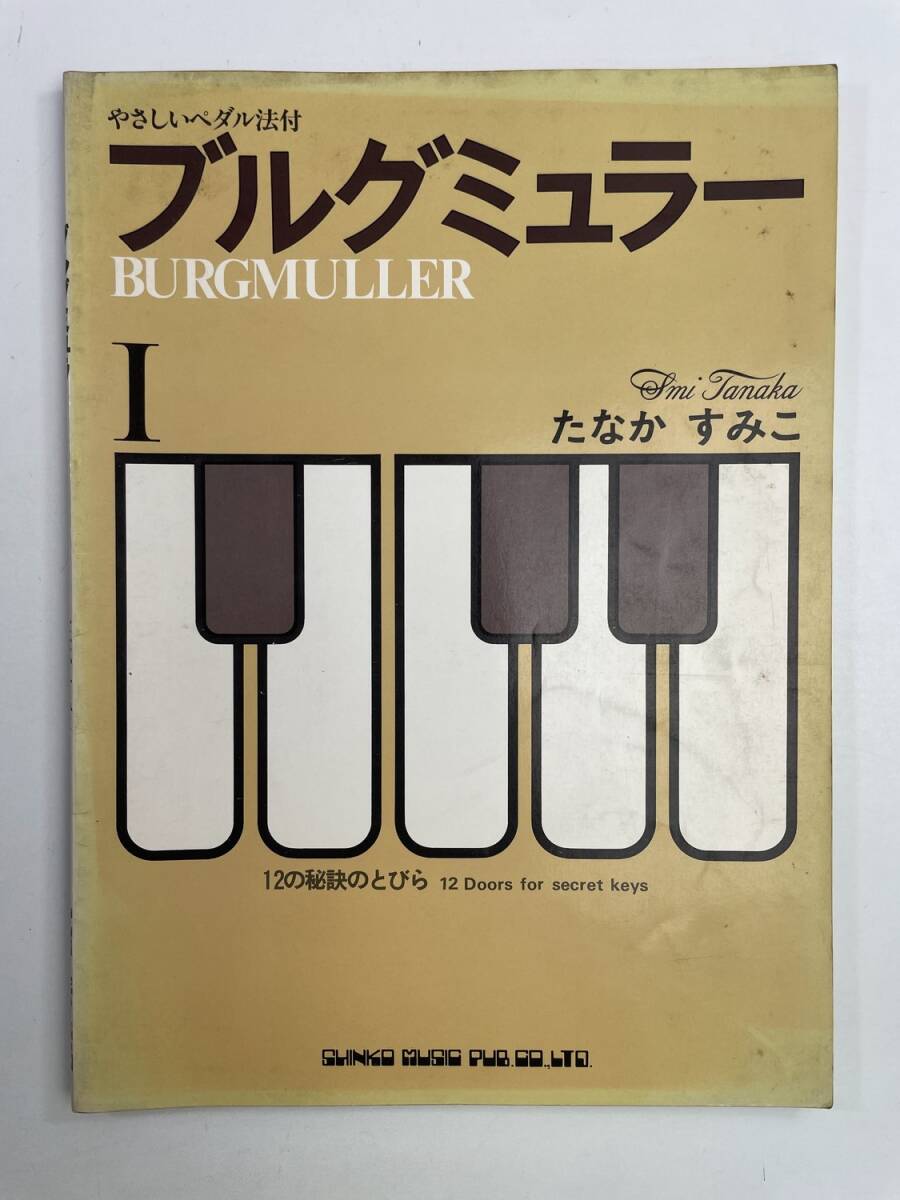 やさしいペダル法付
ブルグミュラー
BURGMULLER
I
Smi Tanaka
たなか すみこ
12の秘訣のとびら 12 Doors for secret keys
SHINKO MUSIC PUB.CO.,LTD.